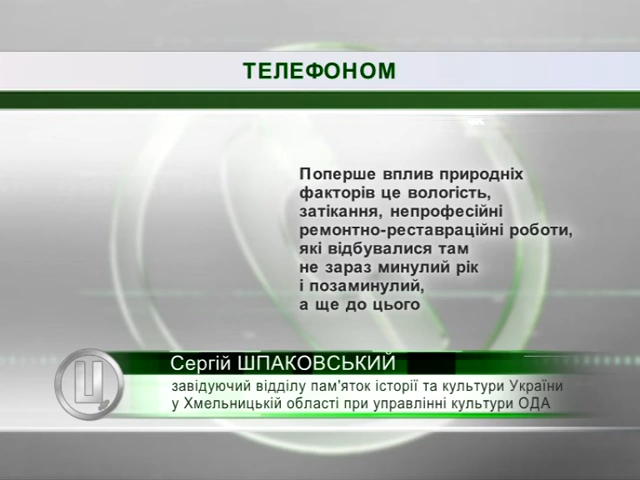 ТЕЛЕФОНОМ
Поперше вплив природніх
факторів це вологість,
затікання, непрофесійні
ремонтно-реставраційні роботи,
які відбувалися там
не зараз минулий рік
і позаминулий,
а ще до цього
Ц
Сергій ШПАКОВСЬКИЙ
завідуючий відділу пам'яток історії та культури України
у Хмельницькій області при управлінні культури ОДА